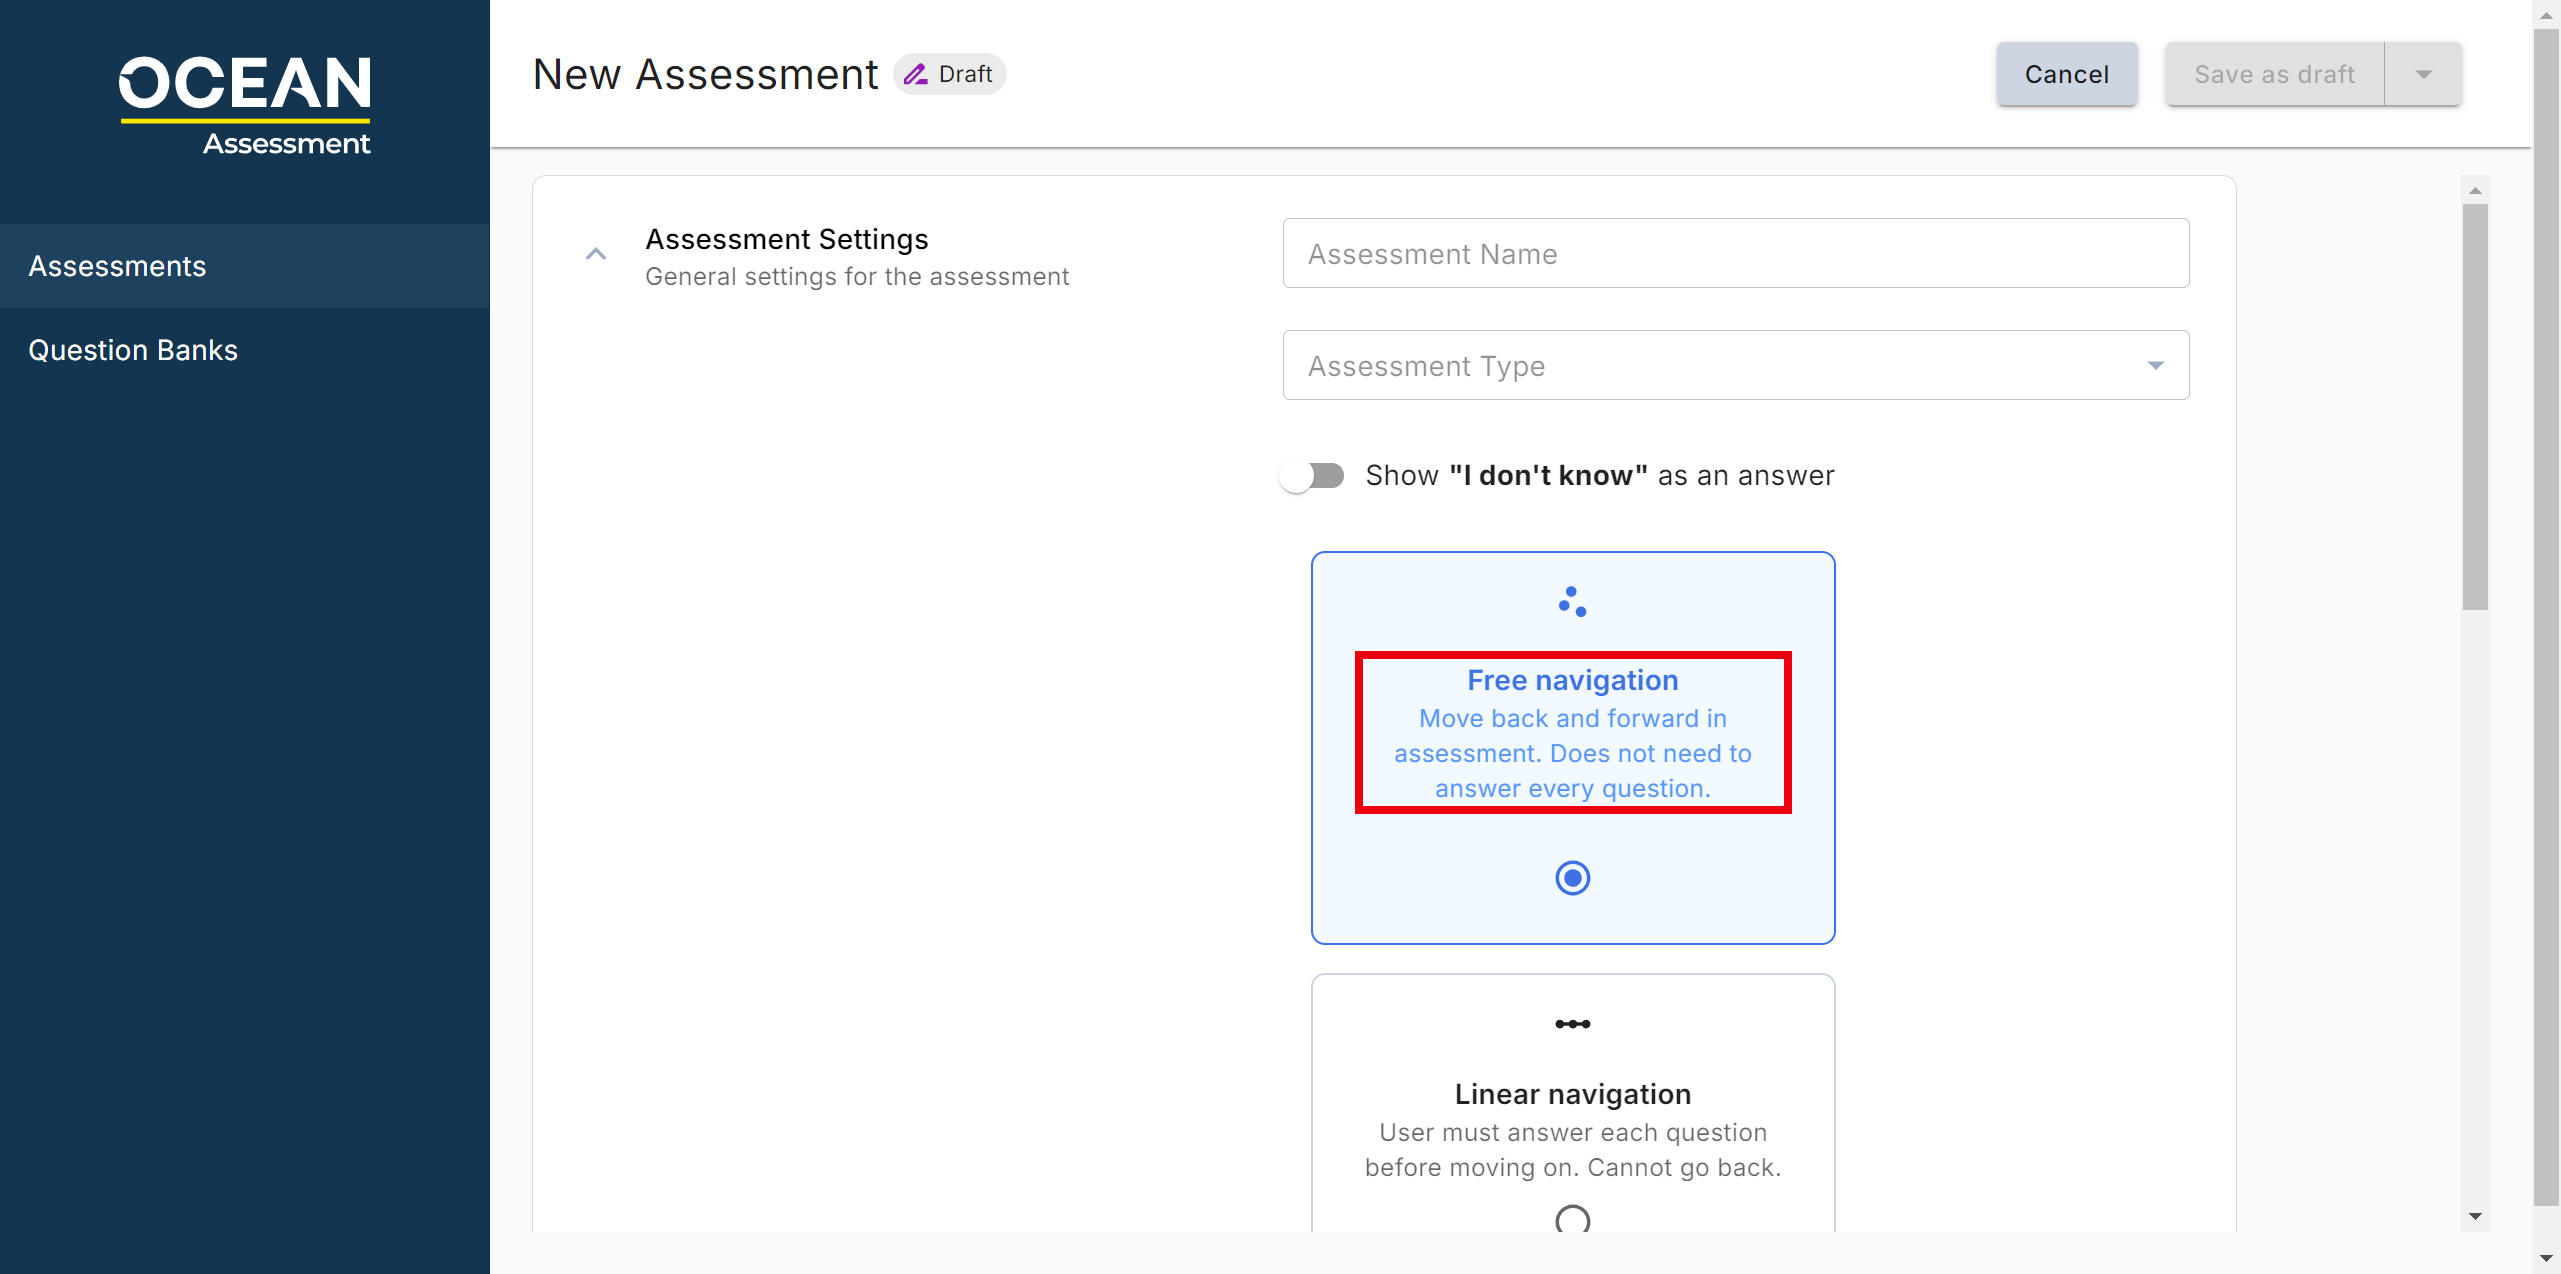 OCEAN
Assessment
Assessments
Question Banks
New Assessment
Draft
Cancel
Save as draft
Assessment Settings
General settings for the assessment
Assessment Name
Assessment Type
Show "I don't know" as an answer
Free navigation
Move back and forward in
assessment. Does not need to
answer every question.
Linear navigation
User must answer each question
before moving on. Cannot go back.